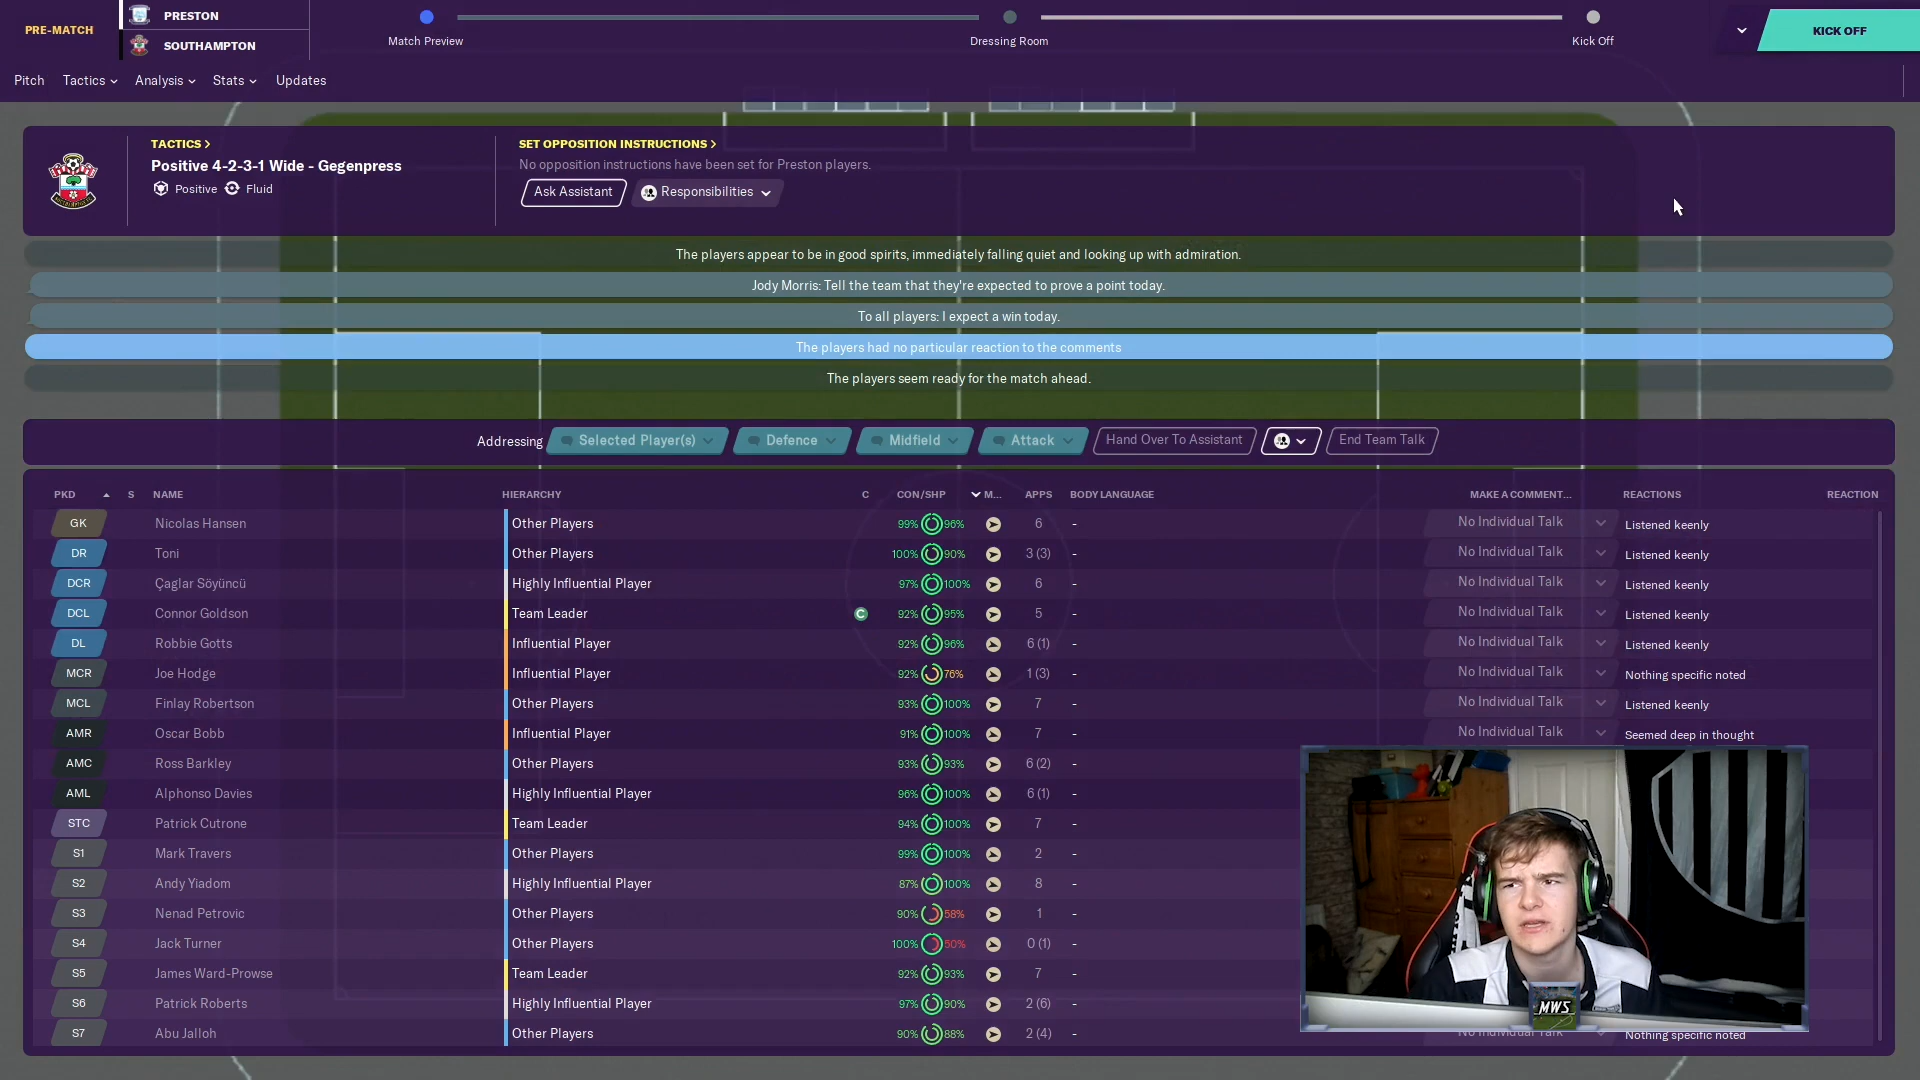 PRE-MATCH
PRESTON
SOUTHAMPTON
Match Preview
Dressing Room
Kick Off
KICK OFF
Pitch Tactics Analysis Stats Updates
TACTICS >
Positive 4-2-3-1 Wide - Gegenpress
Positive Fluid
SET OPPOSITION INSTRUCTIONS >
No opposition instructions have been set for Preston players.
Ask Assistant Responsibilities
The players appear to be in good spirits, immediately falling quiet and looking up with admiration.
Jody Morris: Tell the team that they're expected to prove a point today.
To all players: I expect a win today.
The players had no particular reaction to the comments
The players seem ready for the match ahead.
Addressing Selected Player(s) Defence Midfield Attack Hand Over To Assistant End Team Talk
PKD S NAME HIERARCHY C CON/SHP M... APPS BODY LANGUAGE MAKE A COMMENT... REACTIONS REACTION
GK Nicolas Hansen Other Players 99% 96% 6 - No Individual Talk Listened keenly
DR Toni Other Players 100% 90% 3 (3) - No Individual Talk Listened keenly
DCR Çaglar Söyüncü Highly Influential Player 97% 100% 6 - No Individual Talk Listened keenly
DCL Connor Goldson Team Leader C 92% 95% 5 - No Individual Talk Listened keenly
DL Robbie Gotts Influential Player 92% 96% 6 (1) - No Individual Talk Listened keenly
MCR Joe Hodge Influential Player 92% 76% 1 (3) - No Individual Talk Nothing specific noted
MCL Finlay Robertson Other Players 93% 100% 7 - No Individual Talk Listened keenly
AMR Oscar Bobb Influential Player 91% 100% 7 - No Individual Talk Seemed deep in thought
AMC Ross Barkley Other Players 93% 93% 6 (2) -
AML Alphonso Davies Highly Influential Player 96% 100% 6 (1) -
STC Patrick Cutrone Team Leader 94% 100% 7 -
S1 Mark Travers Other Players 99% 100% 2 -
S2 Andy Yiadom Highly Influential Player 87% 100% 8 -
S3 Nenad Petrovic Other Players 90% 58% 1 -
S4 Jack Turner Other Players 100% 50% 0 (1) -
S5 James Ward-Prowse Team Leader 92% 93% 7 -
S6 Patrick Roberts Highly Influential Player 97% 90% 2 (6) -
S7 Abu Jalloh Other Players 90% 88% 2 (4) - No Individual Talk Nothing specific noted
MWS